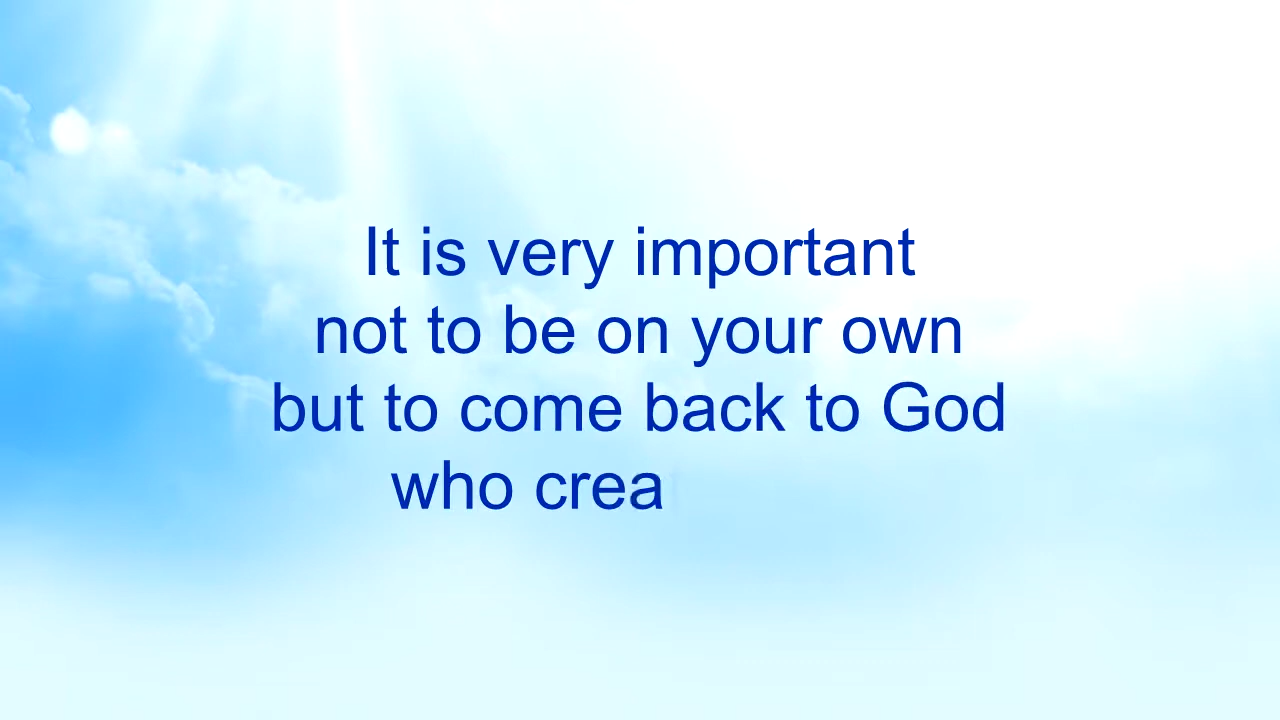 It is very important
not to be on your own
but to come back to God
who crea